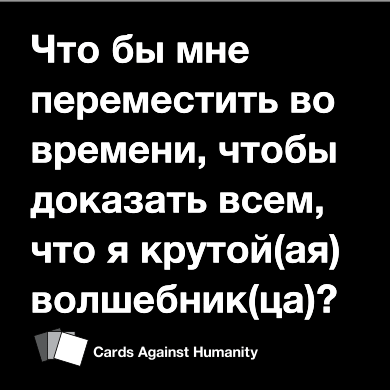 Что бы мне
переместить во
времени, чтобы
доказать всем,
что я крутой(ая)
волшебник(ца)?
Cards Against Humanity